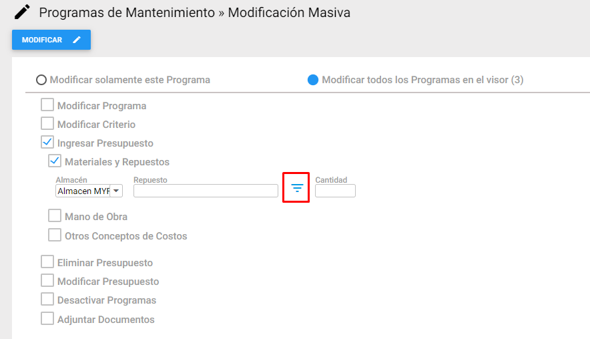 Programas de Mantenimiento » Modificación Masiva
MODIFICAR
Modificar solamente este Programa
Modificar todos los Programas en el visor (3)
Modificar Programa
Modificar Criterio
Ingresar Presupuesto
Materiales y Repuestos
Almacén Repuesto Cantidad
Almacen MYF
Mano de Obra
Otros Conceptos de Costos
Eliminar Presupuesto
Modificar Presupuesto
Desactivar Programas
Adjuntar Documentos